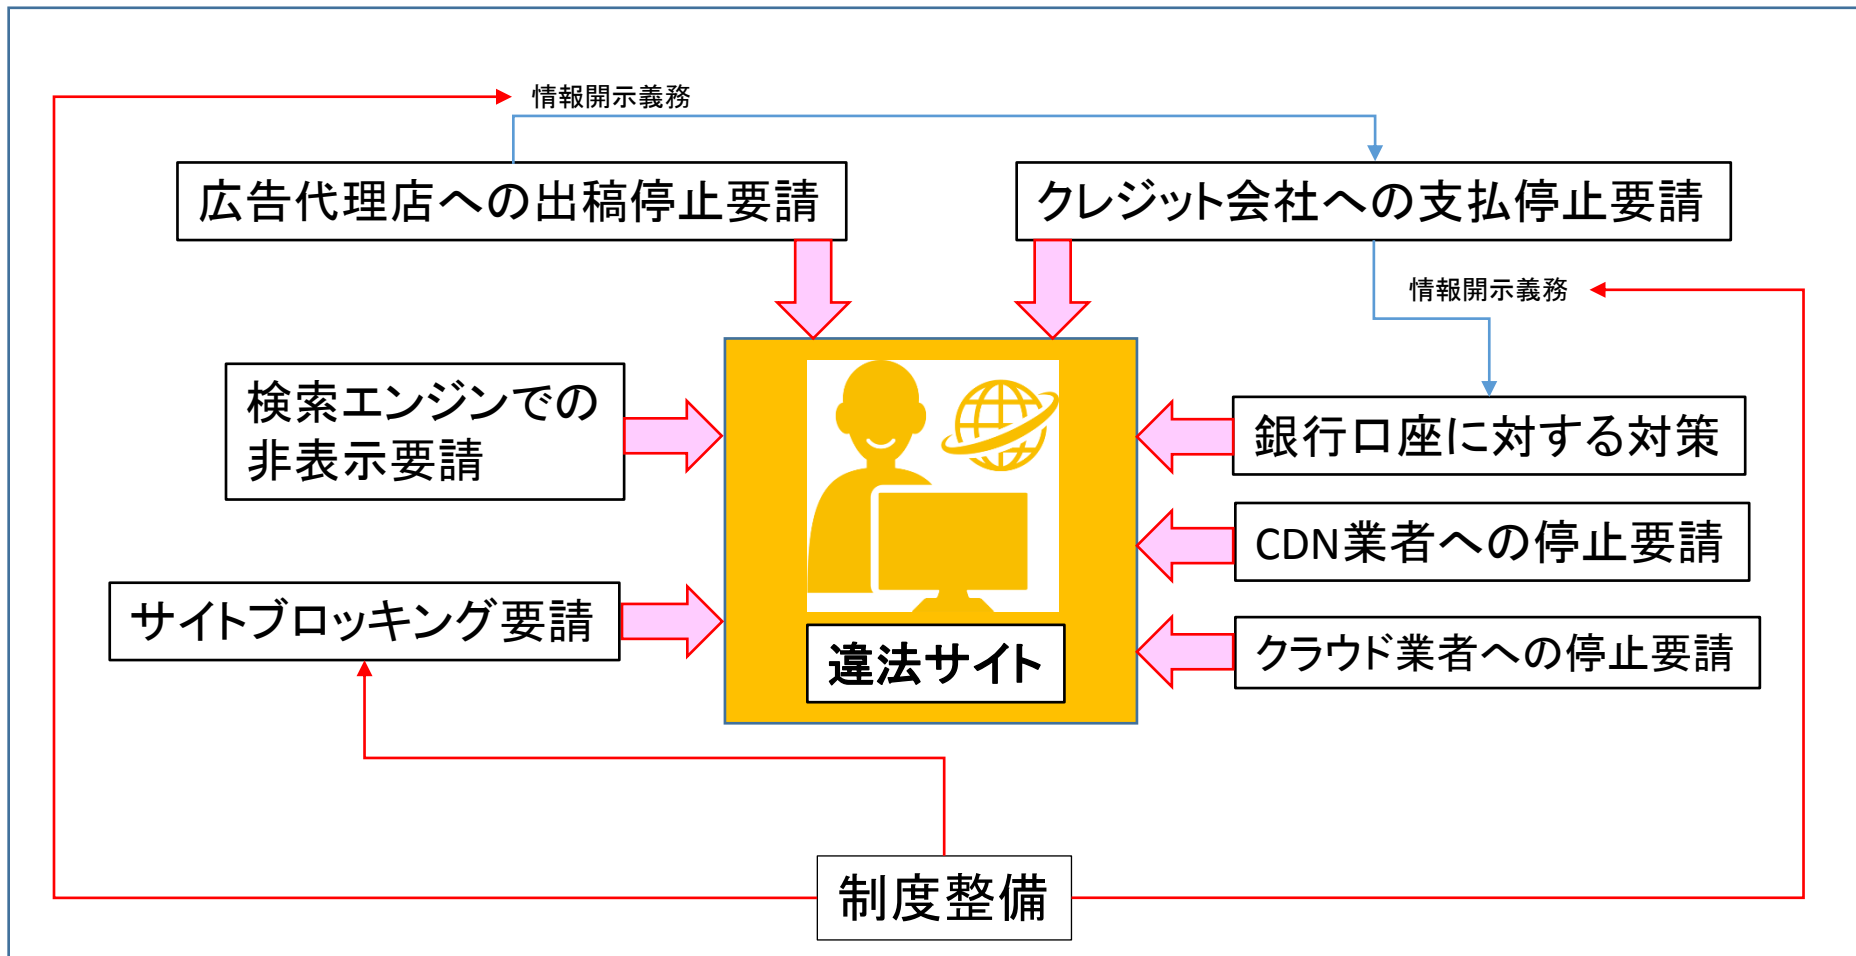 情報開示義務
広告代理店への出稿停止要請
クレジット会社への支払停止要請
情報開示義務
検索エンジンでの
非表示要請
銀行口座に対する対策
CDN業者への停止要請
サイトブロッキング要請
クラウド業者への停止要請
違法サイト
制度整備